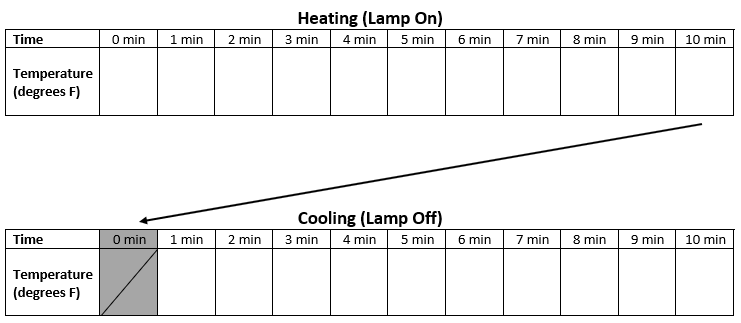 Heating (Lamp On)
Time 0 min 1 min 2 min 3 min 4 min 5 min 6 min 7 min 8 min 9 min 10 min
Temperature
(degrees F)
Cooling (Lamp Off)
Time 0 min 1 min 2 min 3 min 4 min 5 min 6 min 7 min 8 min 9 min 10 min
Temperature
(degrees F)